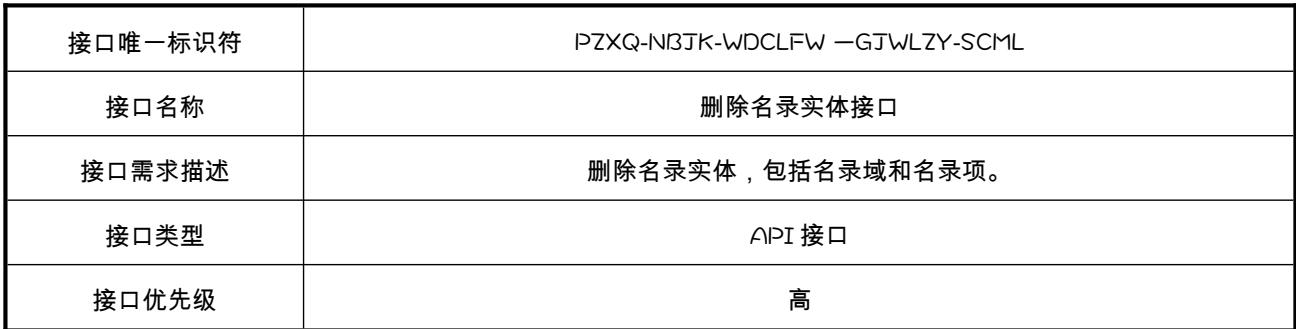 接口唯一标识符 PZXQ-NBJK-WDCLFW —GJWLZY-SCML
接口名称 删除名录实体接口
接口需求描述 删除名录实体，包括名录域和名录项。
接口类型 API 接口
接口优先级 高